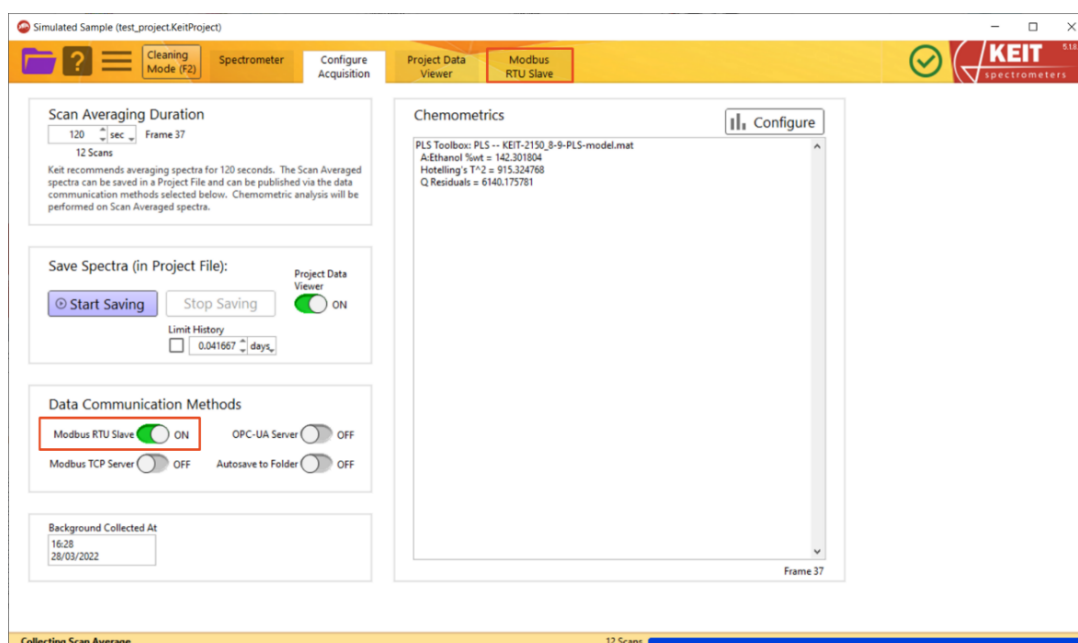 Simulated Sample (test_project.KeitProject)
?
Cleaning
Mode (F2)
Spectrometer
Configure
Acquisition
Project Data
Viewer
Modbus
RTU Slave
KEIT
spectrometers
5.18.
Scan Averaging Duration
120 sec Frame 37
12 Scans
Keit recommends averaging spectra for 120 seconds. The Scan Averaged
spectra can be saved in a Project File and can be published via the data
communication methods selected below. Chemometric analysis will be
performed on Scan Averaged spectra.
Save Spectra (in Project File):
Project Data
Viewer
ON
Start Saving
Stop Saving
Limit History
0.041667 days
Data Communication Methods
Modbus RTU Slave ON OPC-UA Server OFF
Modbus TCP Server OFF Autosave to Folder OFF
Background Collected At
16:28
28/03/2022
Chemometrics
Configure
PLS Toolbox: PLS -- KEIT-2150_8-9-PLS-model.mat
A:Ethanol %wt = 142.301804
Hotelling's T^2 = 915.324768
Q Residuals = 6140.175781
Frame 37
Collecting Scan Average
12 Scans